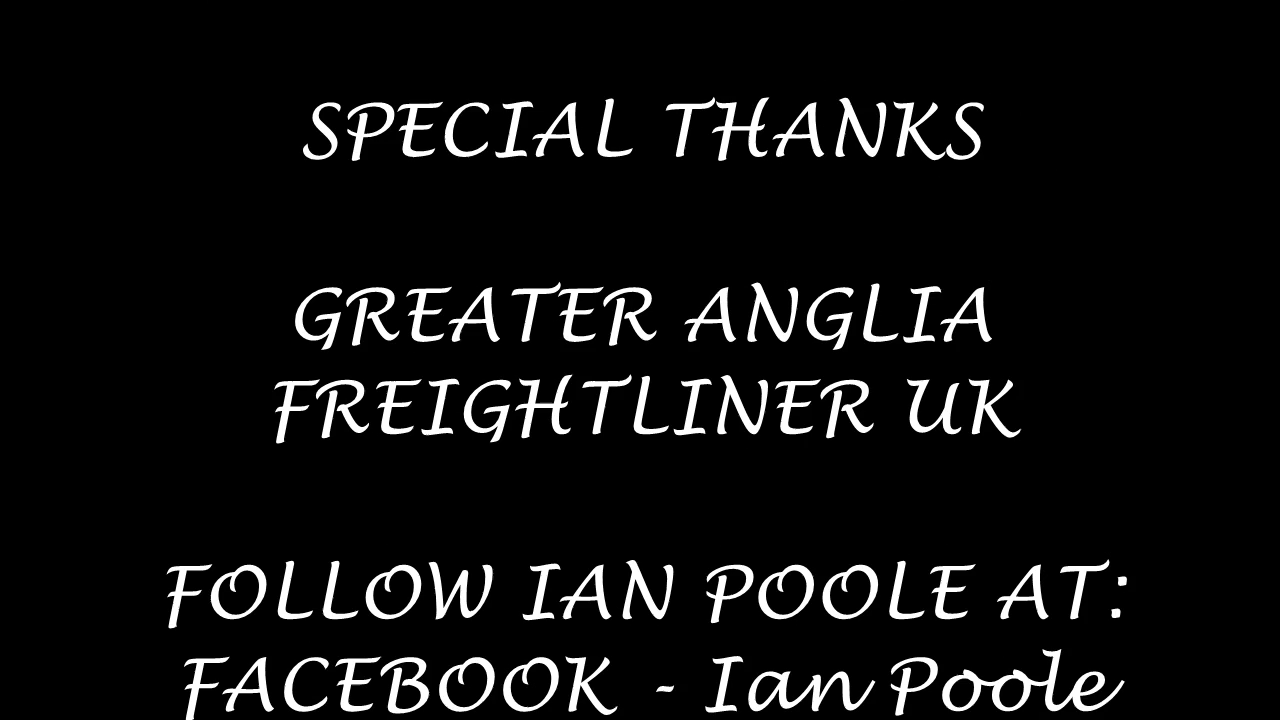 SPECIAL THANKS
GREATER ANGLIA
FREIGHTLINER UK
FOLLOW IAN POOLE AT:
FACEBOOK - Ian Poole